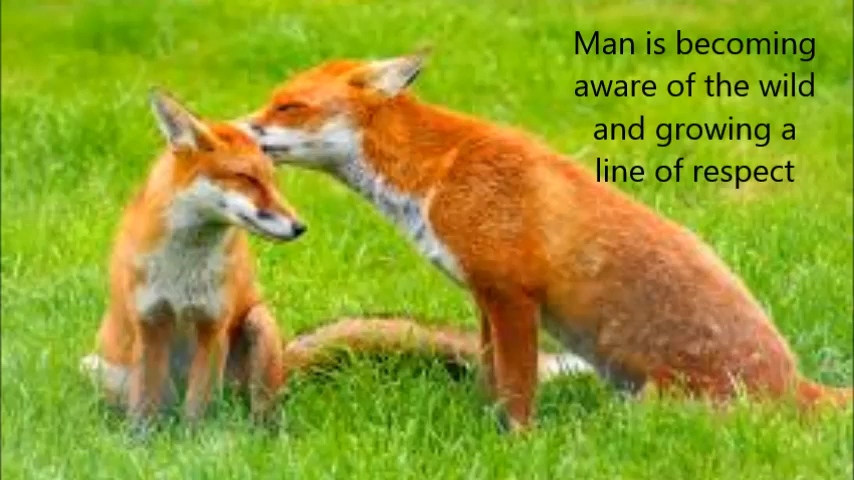 Man is becoming
aware of the wild
and growing a
line of respect